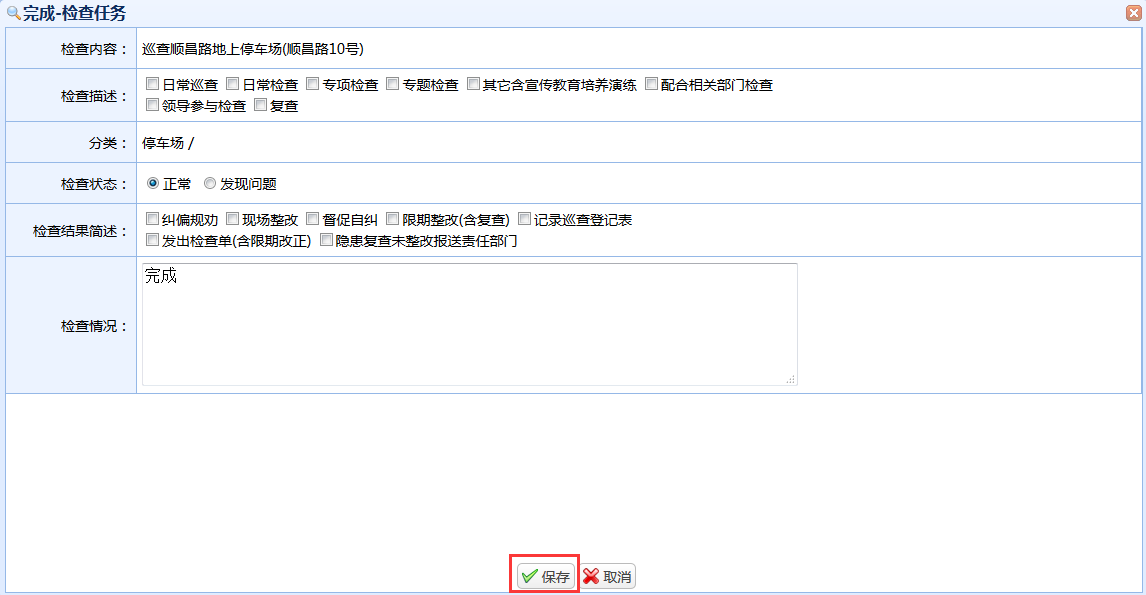 完成-检查任务
检查内容： 巡查顺昌路地上停车场(顺昌路10号)
检查描述： 日常巡查 日常检查 专项检查 专题检查 其它含宣传教育培养演练 配合相关部门检查
领导参与检查 复查
分类： 停车场 /
检查状态： 正常 发现问题
检查结果简述： 纠偏规劝 现场整改 督促自纠 限期整改(含复查) 记录巡查登记表
发出检查单(含限期改正) 隐患复查未整改报送责任部门
检查情况： 完成
保存 取消